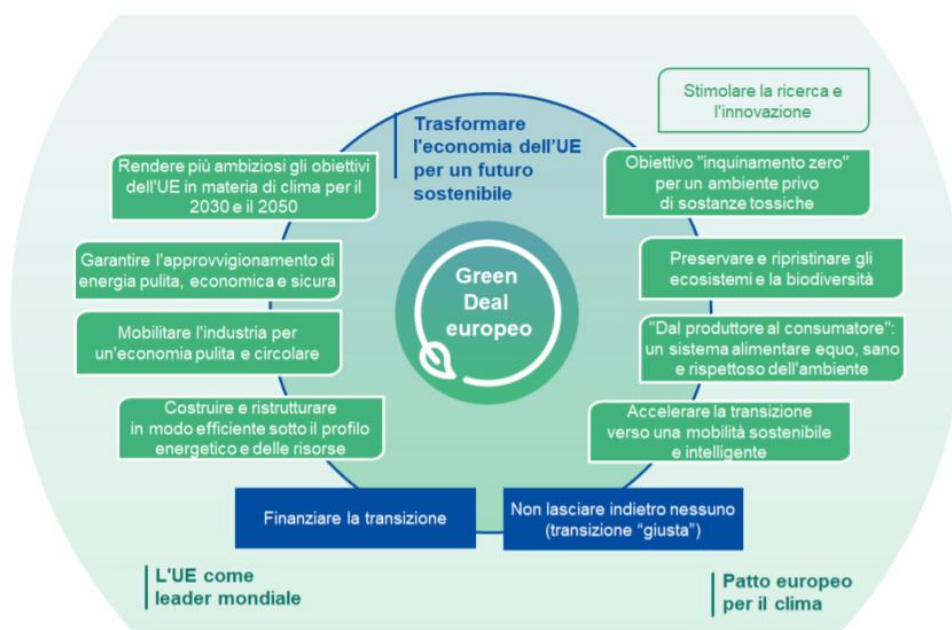 Trasformare
l'economia dell'UE
per un futuro
sostenibile
Stimolare la ricerca e
l'innovazione
Rendere più ambiziosi gli obiettivi
dell'UE in materia di clima per il
2030 e il 2050
Obiettivo "inquinamento zero"
per un ambiente privo
di sostanze tossiche
Garantire l'approvvigionamento di
energia pulita, economica e sicura
Green
Deal
europeo
Preservare e ripristinare gli
ecosistemi e la biodiversità
Mobilitare l'industria per
un'economia pulita e circolare
"Dal produttore al consumatore":
un sistema alimentare equo, sano
e rispettoso dell'ambiente
Costruire e ristrutturare
in modo efficiente sotto il profilo
energetico e delle risorse
Accelerare la transizione
verso una mobilità sostenibile
e intelligente
Finanziare la transizione
Non lasciare indietro nessuno
(transizione “giusta”)
L'UE come
leader mondiale
Patto europeo
per il clima